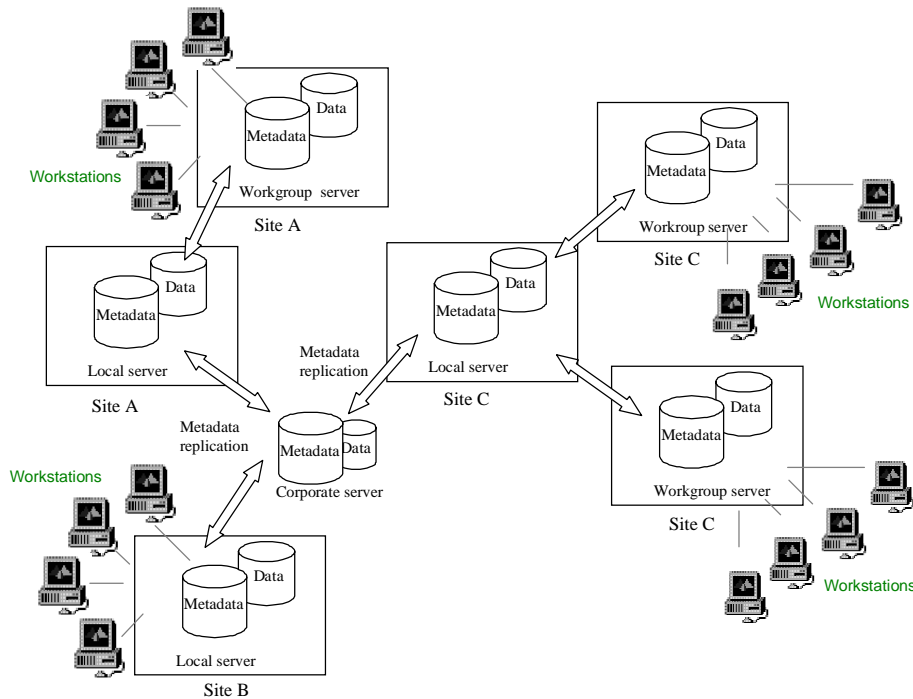 Data
Metadata
Workstations
Workgroup server
Site A
Data
Metadata
Local server
Site A
Data
Metadata
Workroup server
Site C
Workstations
Data
Metadata
Local server
Site C
Metadata
replication
Metadata
replication
Metadata
Data
Corporate server
Data
Metadata
Workgroup server
Site C
Workstations
Workstations
Data
Metadata
Local server
Site B